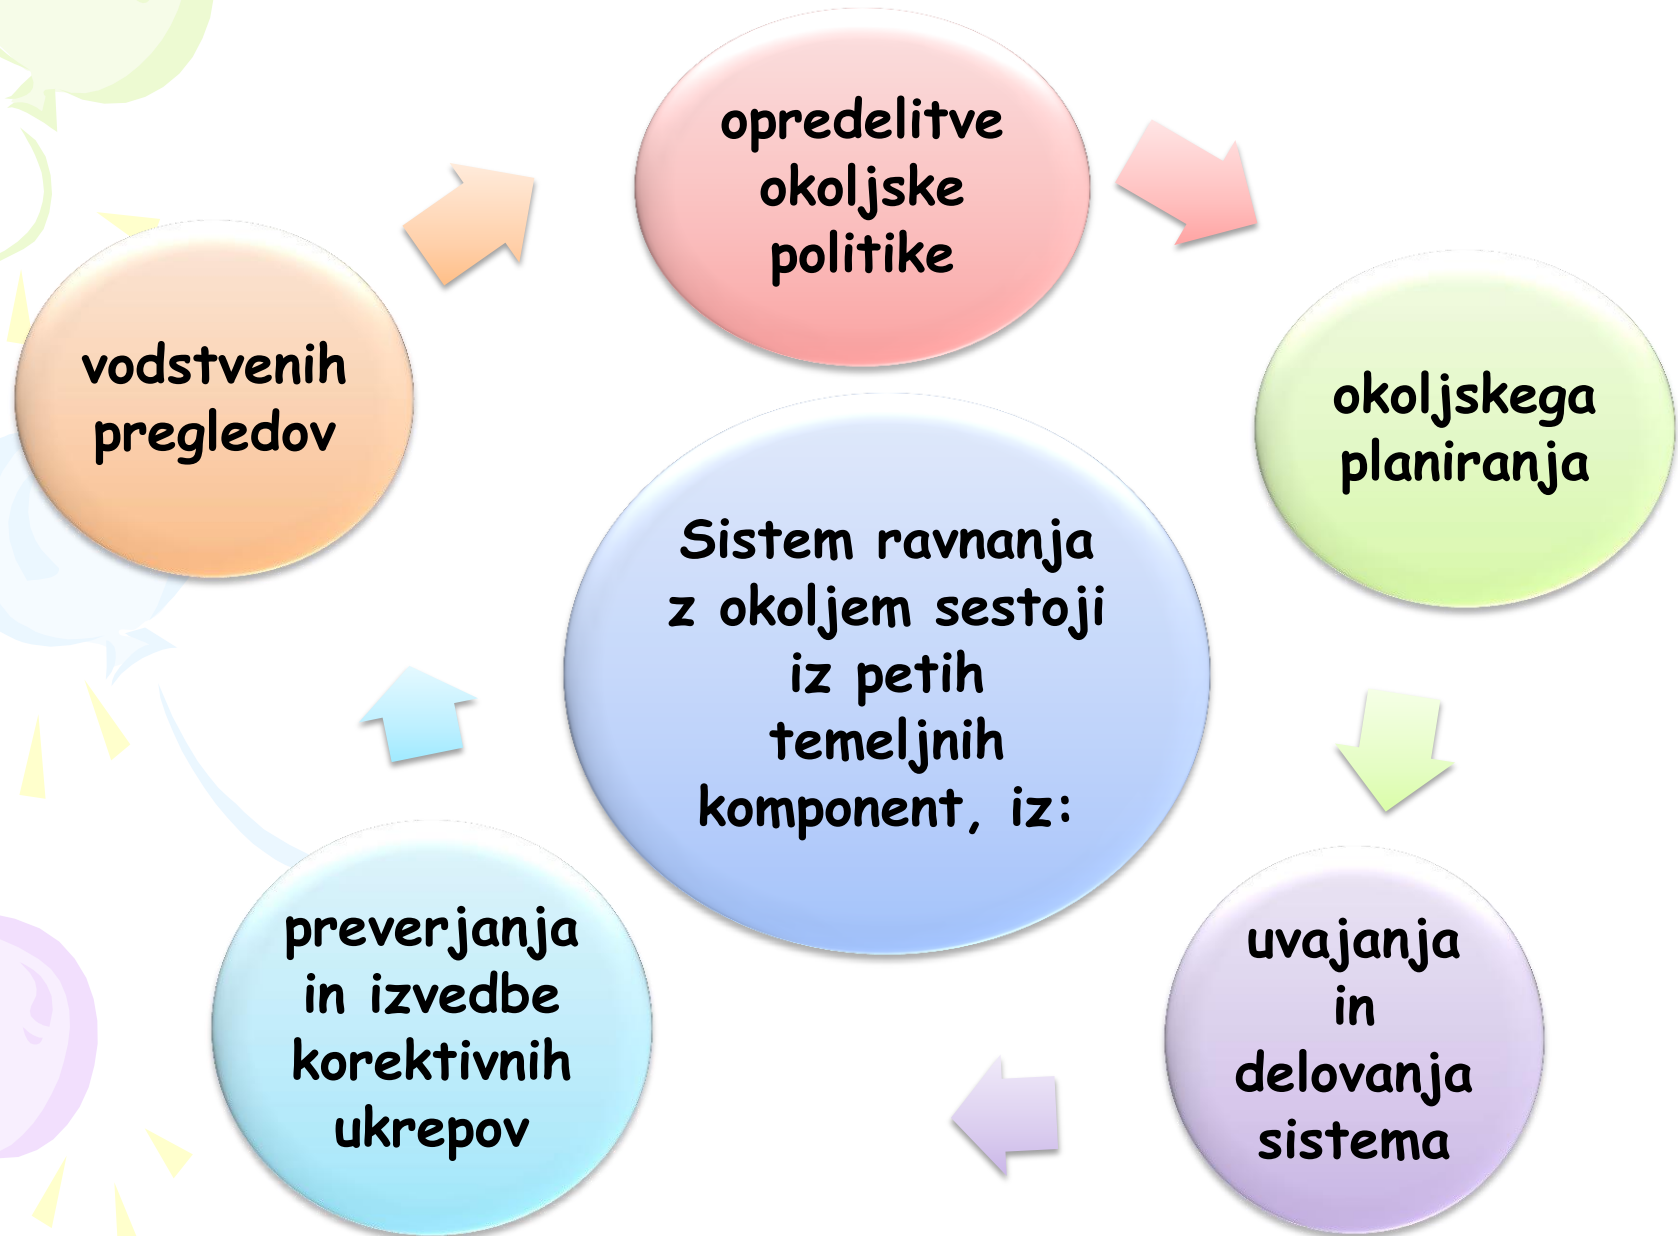 Sistem ravnanja
z okoljem sestoji
iz petih
temeljnih
komponent, iz:
opredelitve
okoljske
politike
okoljskega
planiranja
uvajanja
in
delovanja
sistema
preverjanja
in izvedbe
korektivnih
ukrepov
vodstvenih
pregledov